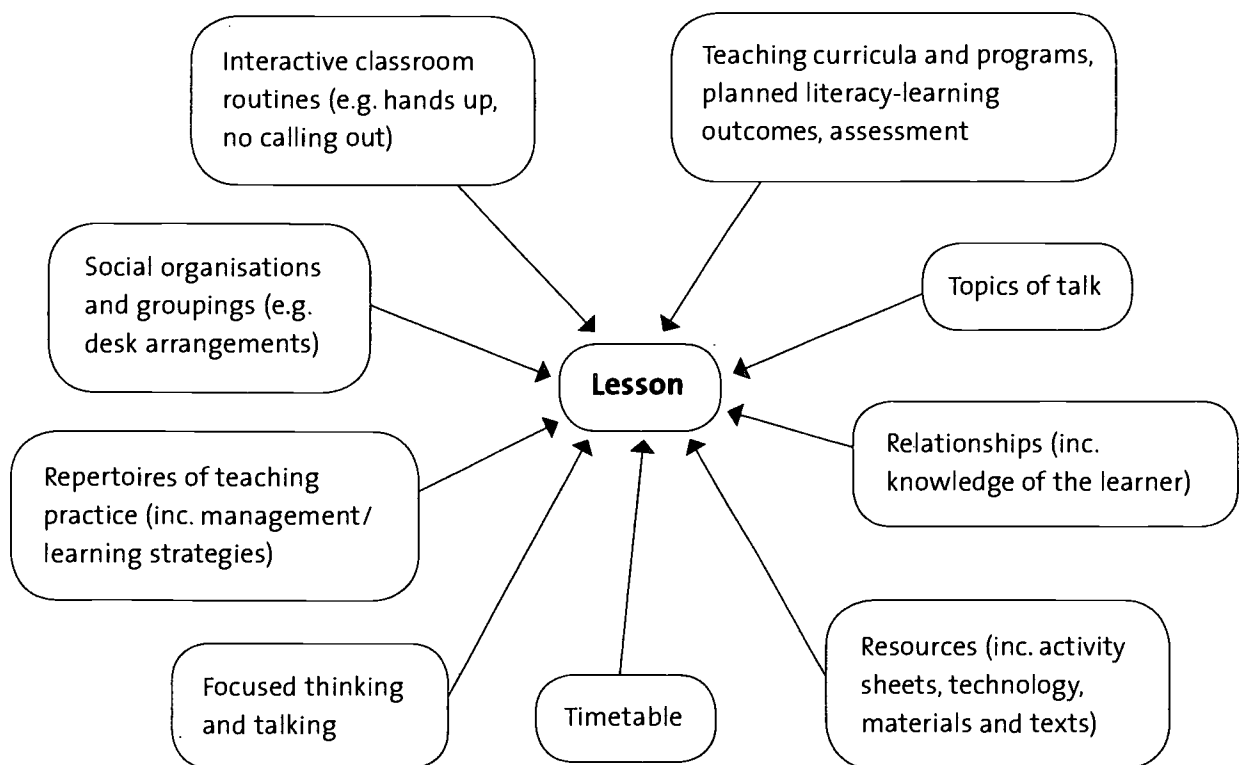 Interactive classroom
routines (e.g. hands up,
no calling out)
Teaching curricula and programs,
planned literacy-learning
outcomes, assessment
Social organisations
and groupings (e.g.
desk arrangements)
Topics of talk
Lesson
Relationships (inc.
knowledge of the learner)
Repertoires of teaching
practice (inc. management/
learning strategies)
Resources (inc. activity
sheets, technology,
materials and texts)
Focused thinking
and talking
Timetable